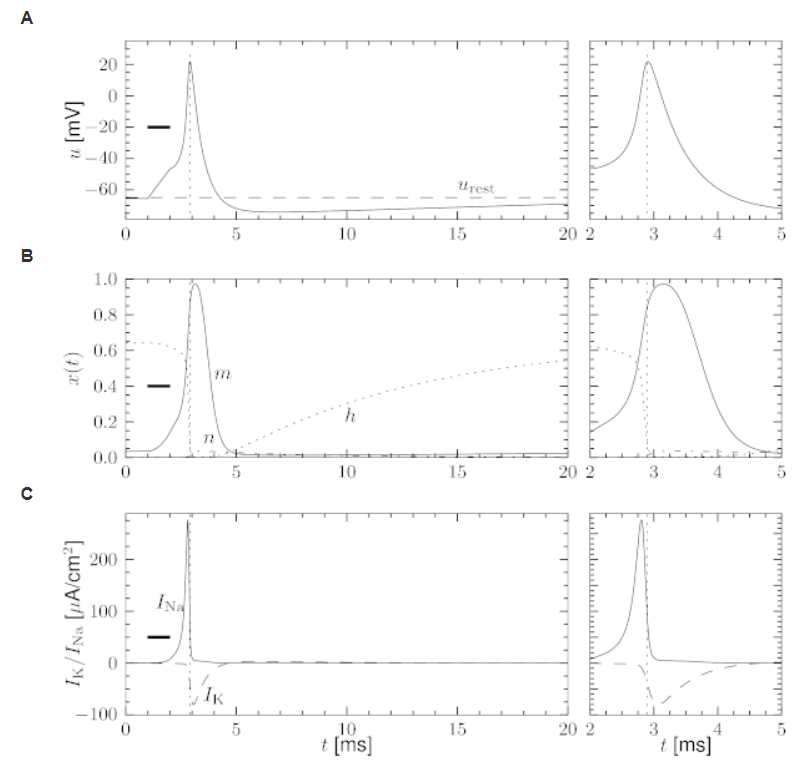 A
u [mV]
20
0
−20
−40
−60
u_rest
0 5 10 15 20
2 3 4 5
B
x(t)
1.0
0.8
0.6
0.4
0.2
0.0
m
n
h
0 5 10 15 20
2 3 4 5
C
I_K/I_Na [μA/cm²]
200
100
0
−100
I_Na
I_K
0 5 10 15 20
2 3 4 5
t [ms]
t [ms]